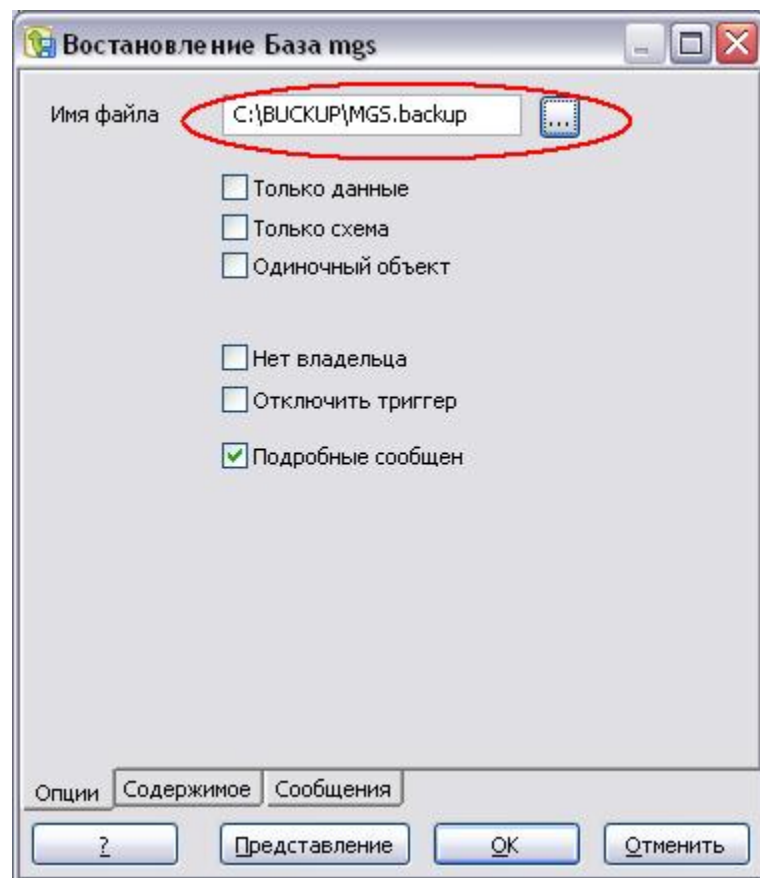 Востановление База mgs
Имя файла C:\BUCKUP\MGS.backup ...
Только данные
Только схема
Одиночный объект
Нет владельца
Отключить триггер
Подробные сообщен
Опции Содержимое Сообщения
? Представление OK Отменить